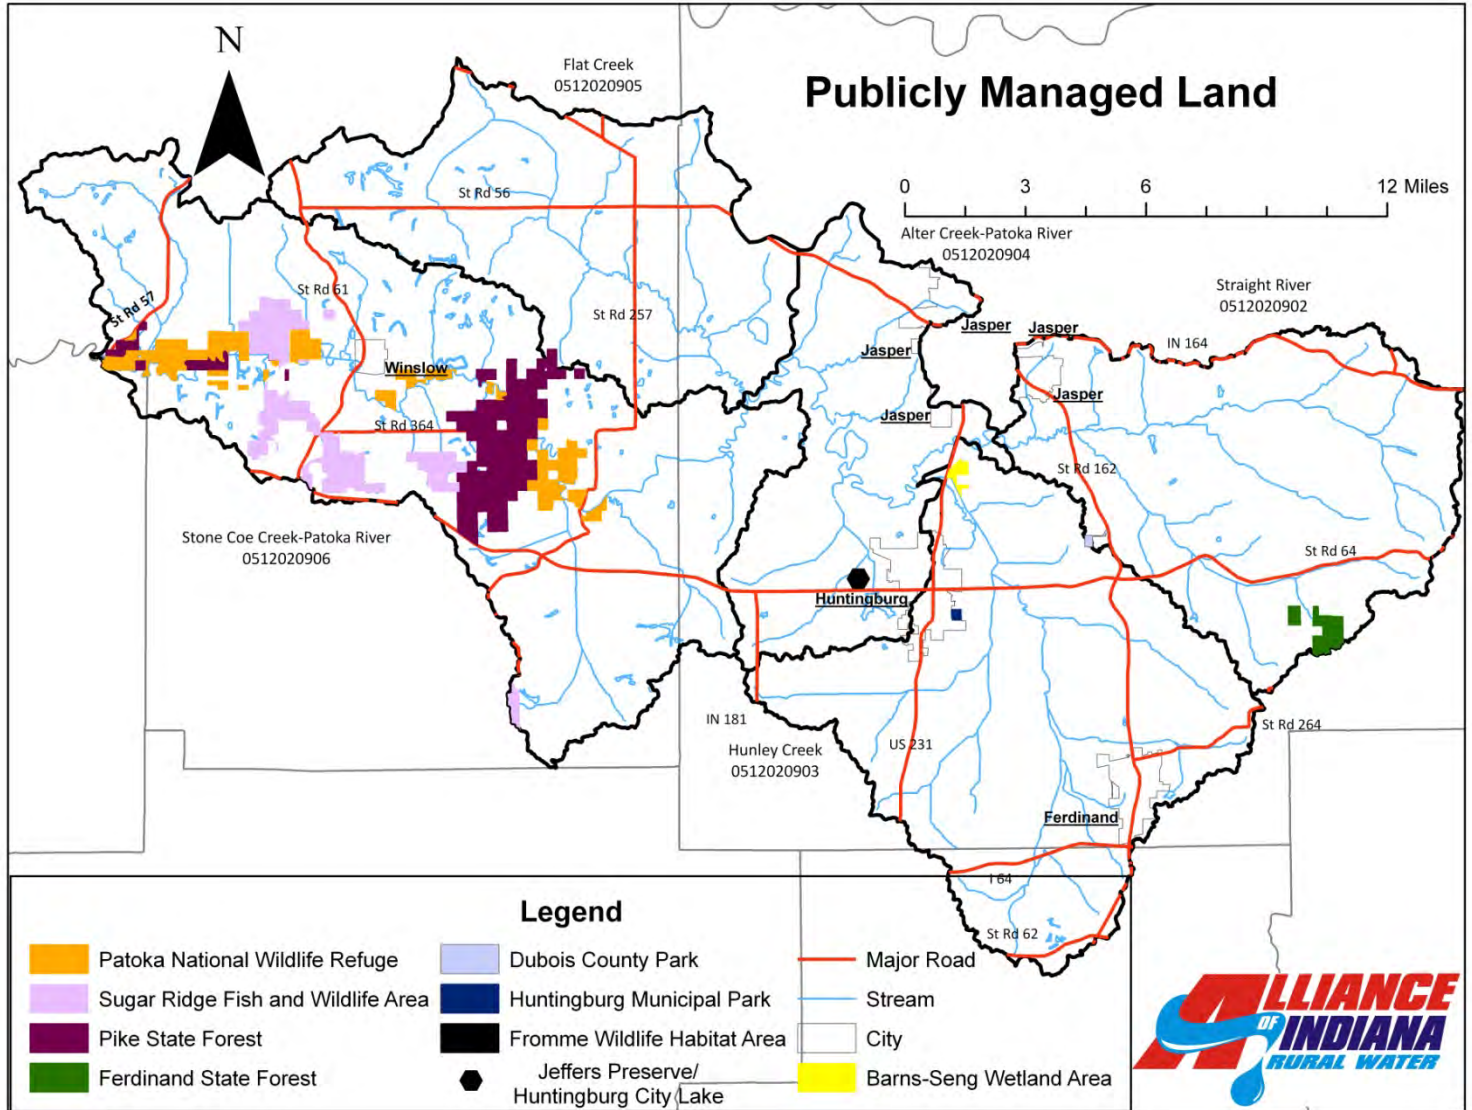 N
Flat Creek
0512020905
Publicly Managed Land
0 3 6 12 Miles
St Rd 56
Alter Creek-Patoka River
0512020904
Straight River
0512020902
St Rd 57
St Rd 61
St Rd 257
Jasper
Jasper
IN 164
Jasper
Winslow
Jasper
Jasper
St Rd 364
St Rd 162
Stone Coe Creek-Patoka River
0512020906
St Rd 64
Huntingburg
IN 181
Hunley Creek
0512020903
US 231
St Rd 264
Ferdinand
I 64
St Rd 62
Legend
Patoka National Wildlife Refuge
Sugar Ridge Fish and Wildlife Area
Pike State Forest
Ferdinand State Forest
Dubois County Park
Huntingburg Municipal Park
Fromme Wildlife Habitat Area
Jeffers Preserve/
Huntingburg City Lake
Major Road
Stream
City
Barns-Seng Wetland Area
ALLIANCE
OF INDIANA
RURAL WATER